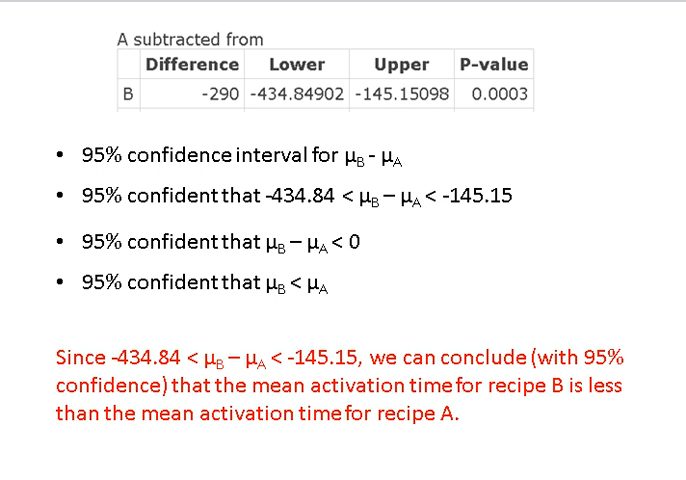 A subtracted from
Difference Lower Upper P-value
B -290 -434.84902 -145.15098 0.0003
• 95% confidence interval for μB - μA
• 95% confident that -434.84 < μB – μA < -145.15
• 95% confident that μB – μA < 0
• 95% confident that μB < μA
Since -434.84 < μB – μA < -145.15, we can conclude (with 95%
confidence) that the mean activation time for recipe B is less
than the mean activation time for recipe A.